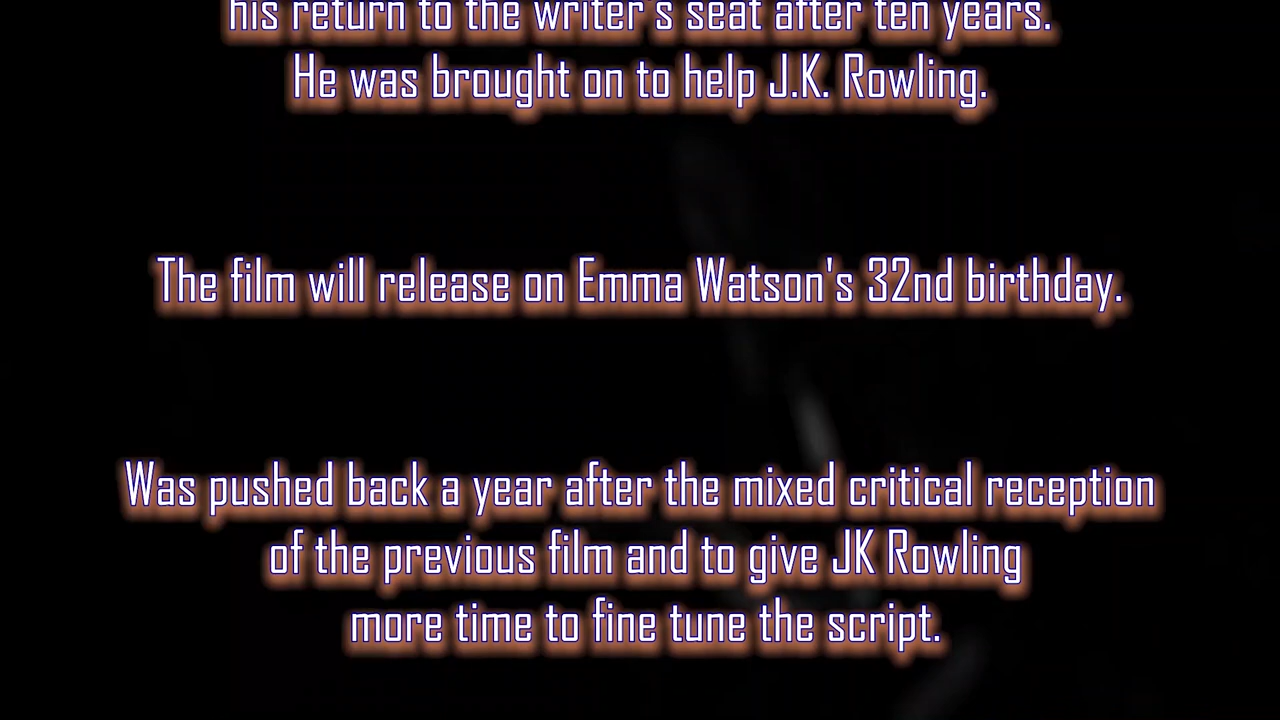 his return to the writer's seat after ten years.
He was brought on to help J.K. Rowling.
The film will release on Emma Watson's 32nd birthday.
Was pushed back a year after the mixed critical reception
of the previous film and to give JK Rowling
more time to fine tune the script.